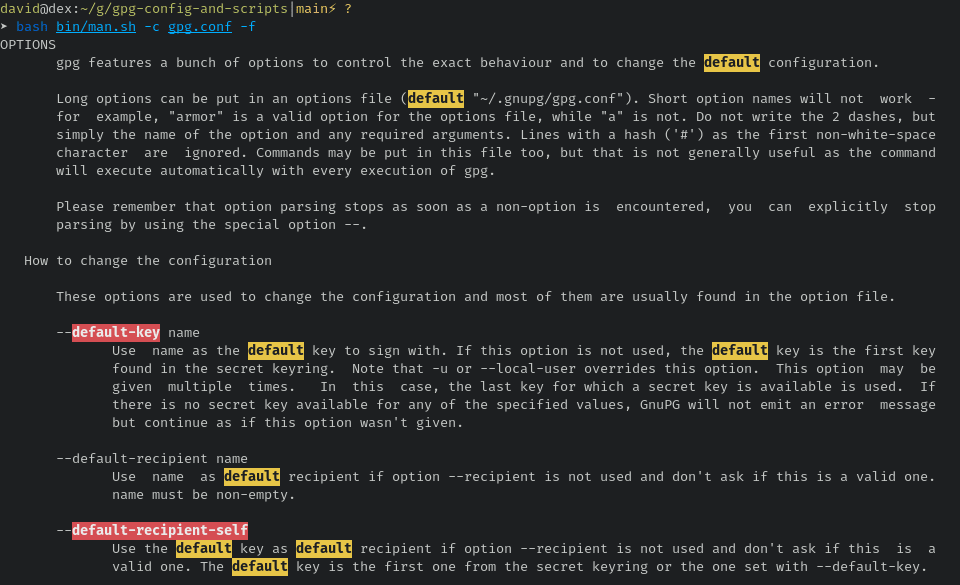 david@dex:~/g/gpg-config-and-scripts|main⚡ ?
➤ bash bin/man.sh -c gpg.conf -f
OPTIONS
gpg features a bunch of options to control the exact behaviour and to change the default configuration.
Long options can be put in an options file (default "~/.gnupg/gpg.conf"). Short option names will not  work  -
for  example, "armor" is a valid option for the options file, while "a" is not. Do not write the 2 dashes, but
simply the name of the option and any required arguments. Lines with a hash ('#') as the first non-white-space
character  are  ignored. Commands may be put in this file too, but that is not generally useful as the command
will execute automatically with every execution of gpg.
Please remember that option parsing stops as soon as a non-option is  encountered,  you  can  explicitly  stop
parsing by using the special option --.
How to change the configuration
These options are used to change the configuration and most of them are usually found in the option file.
--default-key name
Use  name as the default key to sign with. If this option is not used, the default key is the first key
found in the secret keyring.  Note that -u or --local-user overrides this option.  This option  may  be
given  multiple  times.   In  this  case, the last key for which a secret key is available is used.  If
there is no secret key available for any of the specified values, GnuPG will not emit an error  message
but continue as if this option wasn't given.
--default-recipient name
Use  name  as default recipient if option --recipient is not used and don't ask if this is a valid one.
name must be non-empty.
--default-recipient-self
Use the default key as default recipient if option --recipient is not used and don't ask if this  is  a
valid one. The default key is the first one from the secret keyring or the one set with --default-key.